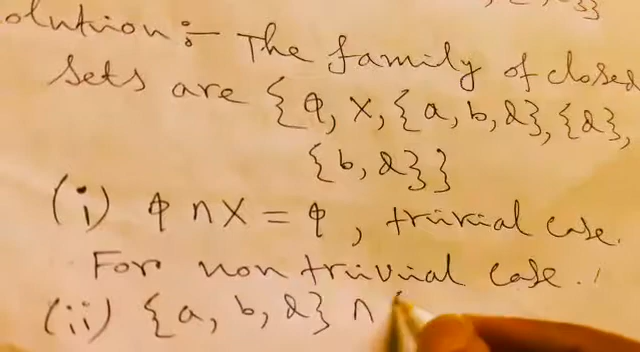 olution :- The family of closed
sets are {φ, X, {a, b, d}, {d},
{b, d}}
(i) φ ∩ X = φ, trivial case.
For non trivial case.
(ii) {a, b, d} ∩